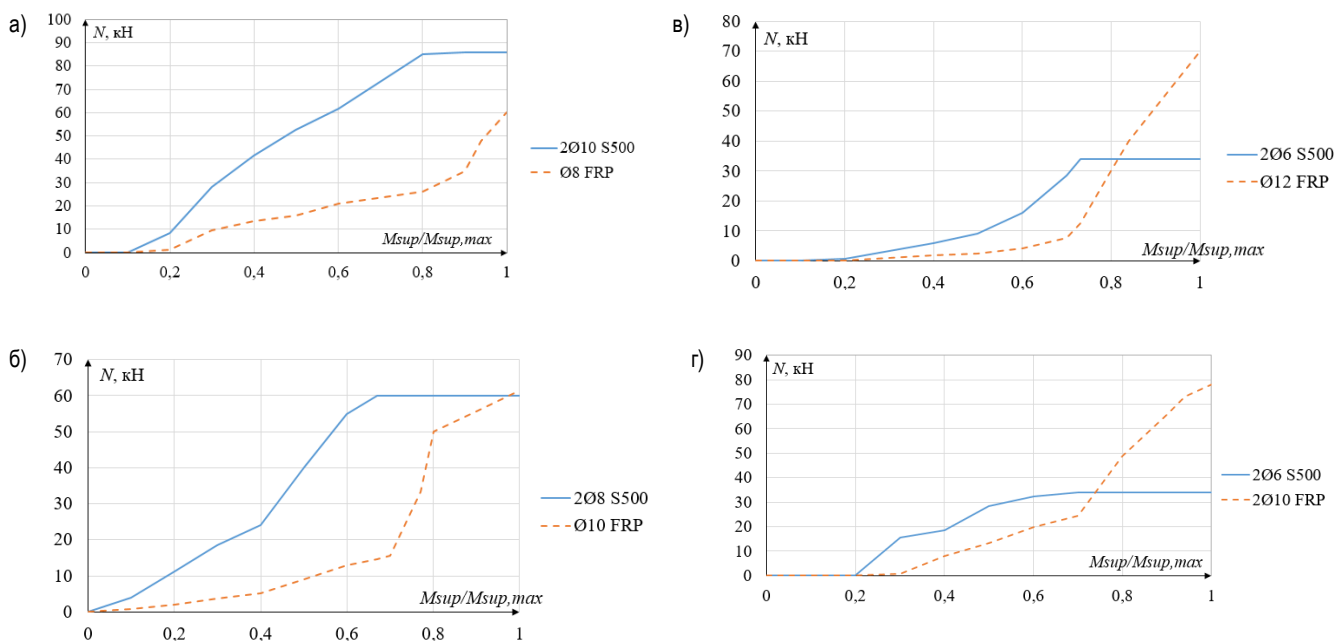 а)
N, кН
100
90
80
70
60
50
40
30
20
10
0
0 0,2 0,4 0,6 0,8 1
Msup/Msup,max
2Ø10 S500
Ø8 FRP
в)
N, кН
80
70
60
50
40
30
20
10
0
0 0,2 0,4 0,6 0,8 1
Msup/Msup,max
2Ø6 S500
Ø12 FRP
б)
N, кН
70
60
50
40
30
20
10
0
0 0,2 0,4 0,6 0,8 1
Msup/Msup,max
2Ø8 S500
Ø10 FRP
г)
N, кН
90
80
70
60
50
40
30
20
10
0
0 0,2 0,4 0,6 0,8 1
Msup/Msup,max
2Ø6 S500
2Ø10 FRP